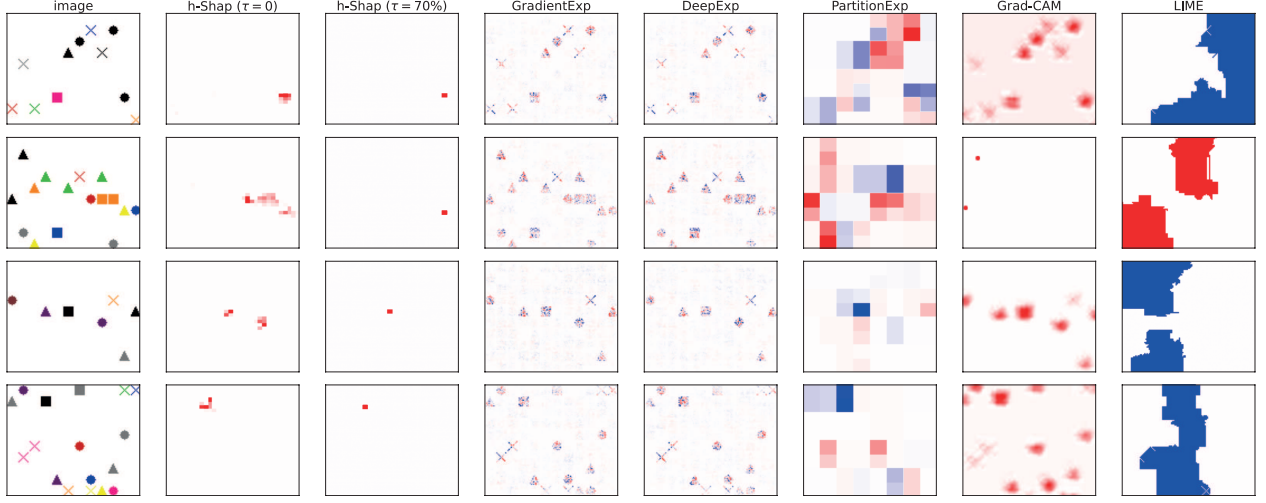 image h-Shap (τ = 0) h-Shap (τ = 70%) GradientExp DeepExp PartitionExp Grad-CAM LIME